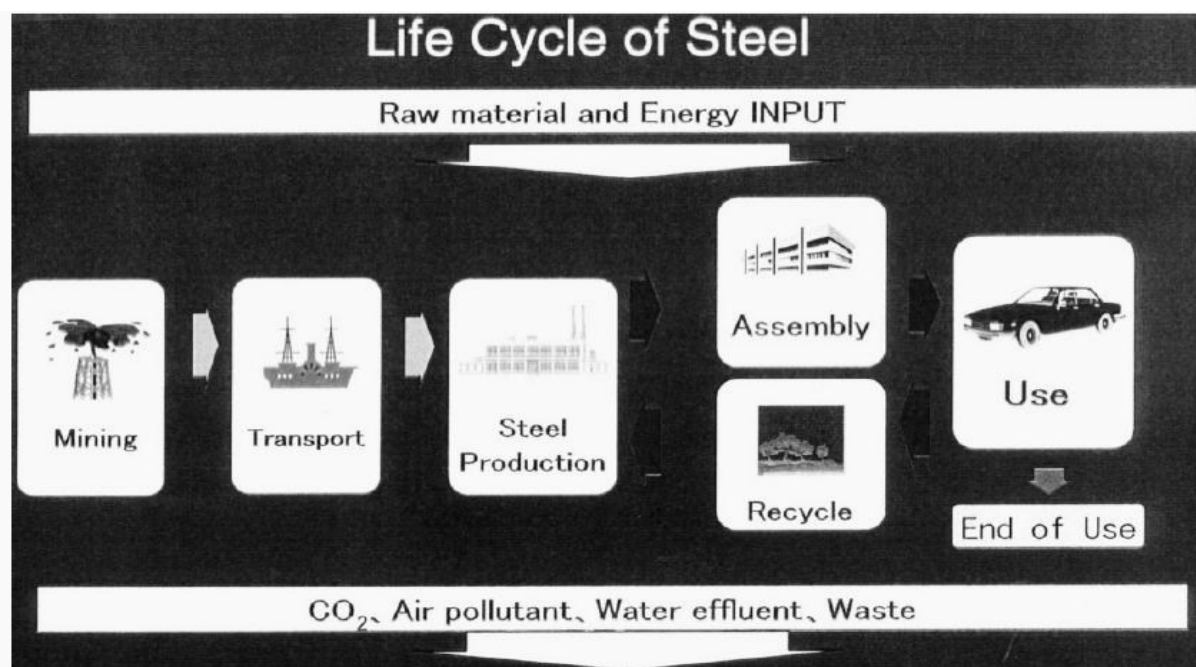 Life Cycle of Steel
Raw material and Energy INPUT
Mining
Transport
Steel
Production
Assembly
Recycle
Use
End of Use
CO₂、Air pollutant、Water effluent、Waste